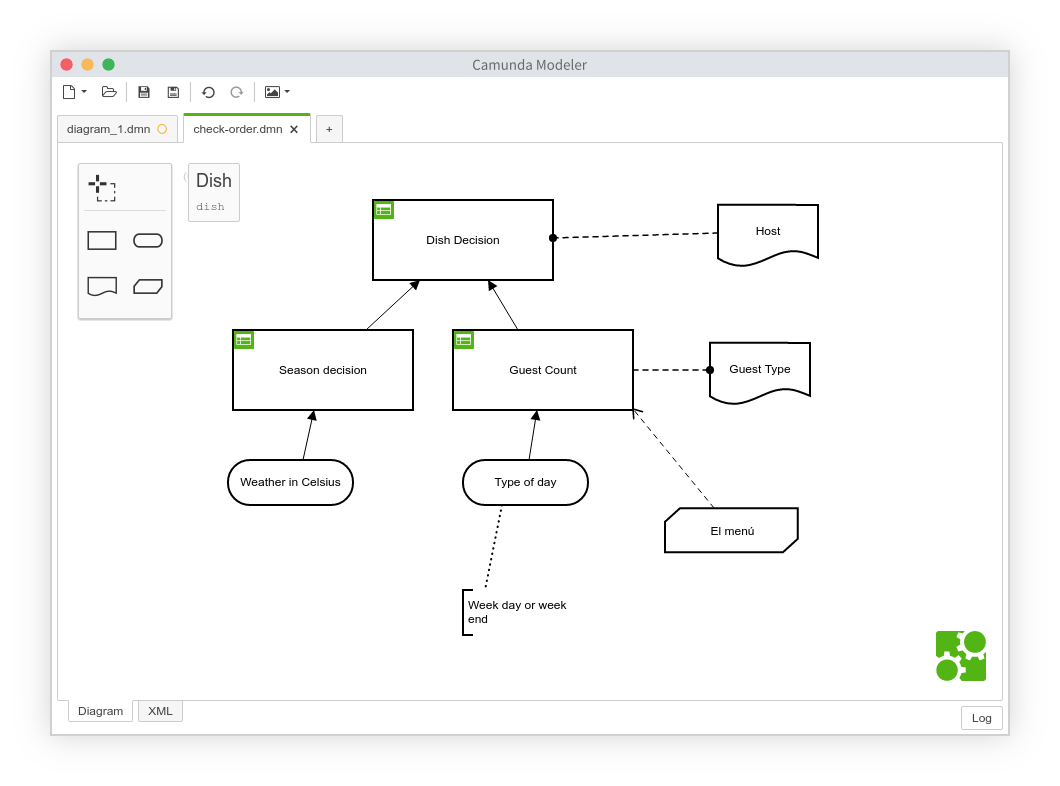 Camunda Modeler
diagram_1.dmn
check-order.dmn
+
Dish
dish
Dish Decision
Host
Season decision
Guest Count
Guest Type
Weather in Celsius
Type of day
El menú
Week day or week
end
Diagram
XML
Log